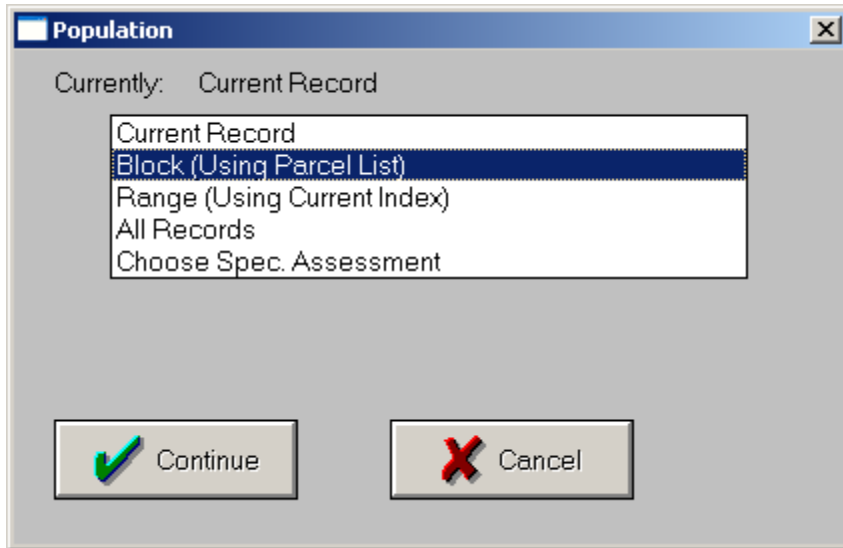 Population
Currently: Current Record
Current Record
Block (Using Parcel List)
Range (Using Current Index)
All Records
Choose Spec. Assessment
Continue Cancel